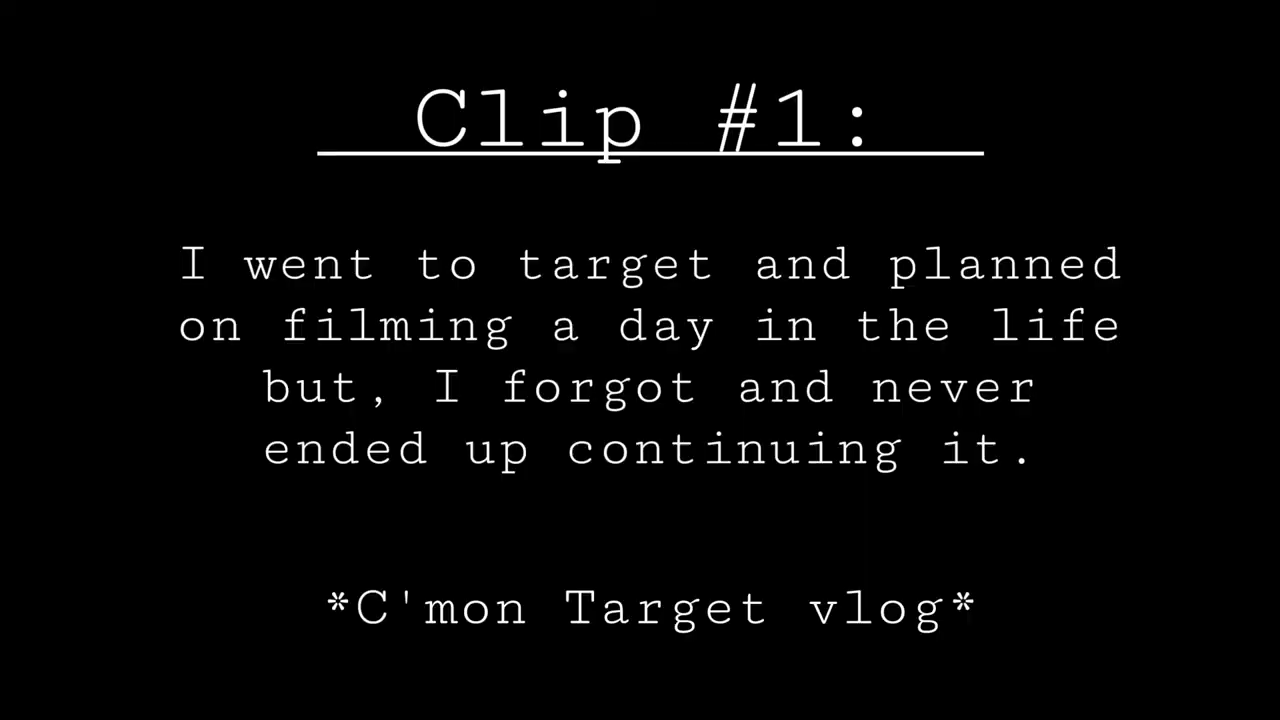 Clip #1:
I went to target and planned
on filming a day in the life
but, I forgot and never
ended up continuing it.
*C'mon Target vlog*